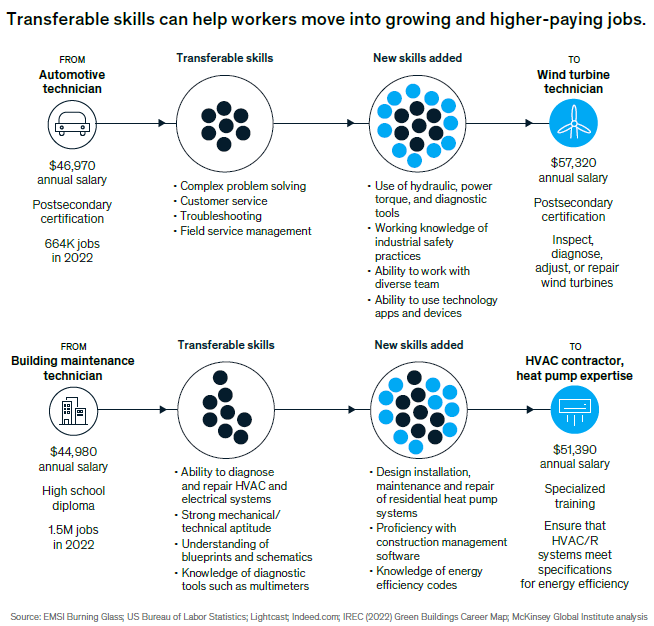 Transferable skills can help workers move into growing and higher-paying jobs.
FROM
Automotive
technician
$46,970
annual salary
Postsecondary
certification
664K jobs
in 2022
Transferable skills
• Complex problem solving
• Customer service
• Troubleshooting
• Field service management
New skills added
• Use of hydraulic, power
torque, and diagnostic
tools
• Working knowledge of
industrial safety
practices
• Ability to work with
diverse team
• Ability to use technology
apps and devices
TO
Wind turbine
technician
$57,320
annual salary
Postsecondary
certification
Inspect,
diagnose,
adjust, or repair
wind turbines
FROM
Building maintenance
technician
$44,980
annual salary
High school
diploma
1.5M jobs
in 2022
Transferable skills
• Ability to diagnose
and repair HVAC and
electrical systems
• Strong mechanical/
technical aptitude
• Understanding of
blueprints and schematics
• Knowledge of diagnostic
tools such as multimeters
New skills added
• Design installation,
maintenance and repair
of residential heat pump
systems
• Proficiency with
construction management
software
• Knowledge of energy
efficiency codes
TO
HVAC contractor,
heat pump expertise
$51,390
annual salary
Specialized
training
Ensure that
HVAC/R
systems meet
specifications
for energy efficiency
Source: EMSI Burning Glass; US Bureau of Labor Statistics; Lightcast; Indeed.com; IREC (2022) Green Buildings Career Map; McKinsey Global Institute analysis